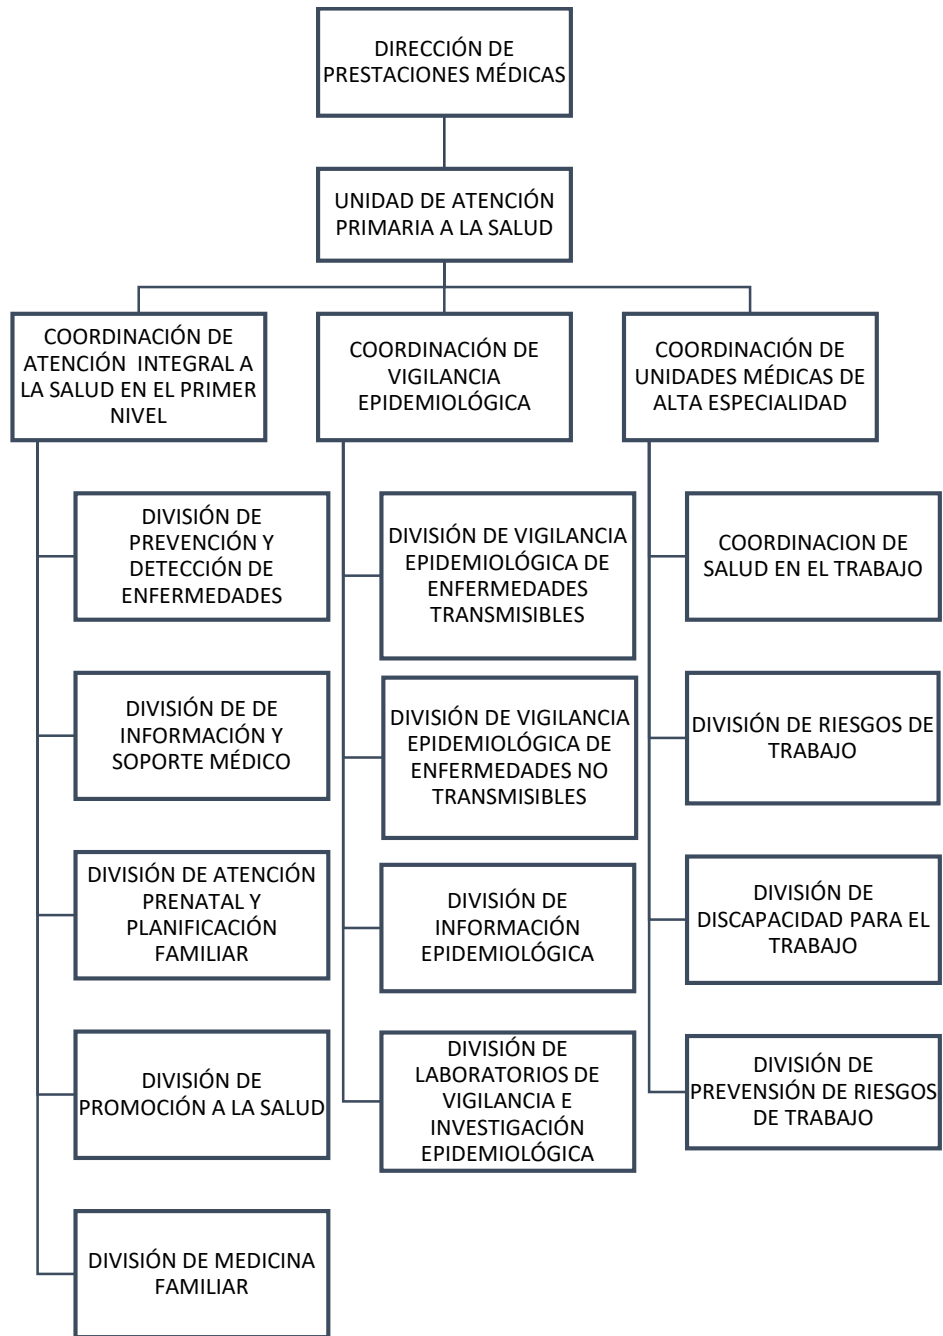 DIRECCIÓN DE
PRESTACIONES MÉDICAS
UNIDAD DE ATENCIÓN
PRIMARIA A LA SALUD
COORDINACIÓN DE
ATENCIÓN INTEGRAL A
LA SALUD EN EL PRIMER
NIVEL
DIVISIÓN DE
PREVENCIÓN Y
DETECCIÓN DE
ENFERMEDADES
DIVISIÓN DE DE
INFORMACIÓN Y
SOPORTE MÉDICO
DIVISIÓN DE ATENCIÓN
PRENATAL Y
PLANIFICACIÓN
FAMILIAR
DIVISIÓN DE
PROMOCIÓN A LA SALUD
DIVISIÓN DE MEDICINA
FAMILIAR
COORDINACIÓN DE
VIGILANCIA
EPIDEMIOLÓGICA
DIVISIÓN DE VIGILANCIA
EPIDEMIOLÓGICA DE
ENFERMEDADES
TRANSMISIBLES
DIVISIÓN DE VIGILANCIA
EPIDEMIOLÓGICA DE
ENFERMEDADES NO
TRANSMISIBLES
DIVISIÓN DE
INFORMACIÓN
EPIDEMIOLÓGICA
DIVISIÓN DE
LABORATORIOS DE
VIGILANCIA E
INVESTIGACIÓN
EPIDEMIOLÓGICA
COORDINACIÓN DE
UNIDADES MÉDICAS DE
ALTA ESPECIALIDAD
COORDINACION DE
SALUD EN EL TRABAJO
DIVISIÓN DE RIESGOS DE
TRABAJO
DIVISIÓN DE
DISCAPACIDAD PARA EL
TRABAJO
DIVISIÓN DE
PREVENSIÓN DE RIESGOS
DE TRABAJO